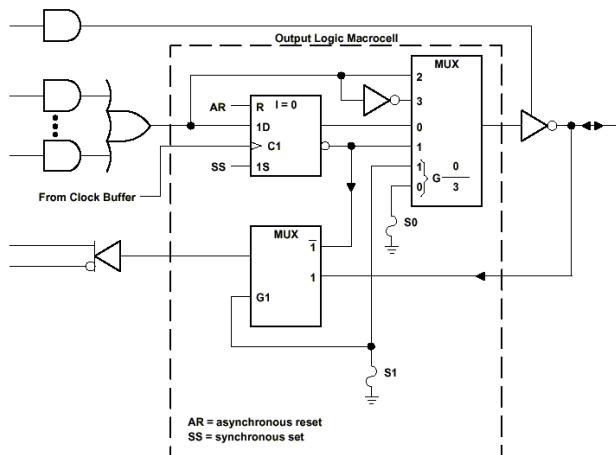 Output Logic Macrocell
MUX
2
3
0
1
1
0
G
0
3
AR
R
I = 0
1D
C1
SS
1S
From Clock Buffer
S0
MUX
1
1
G1
S1
AR = asynchronous reset
SS = synchronous set